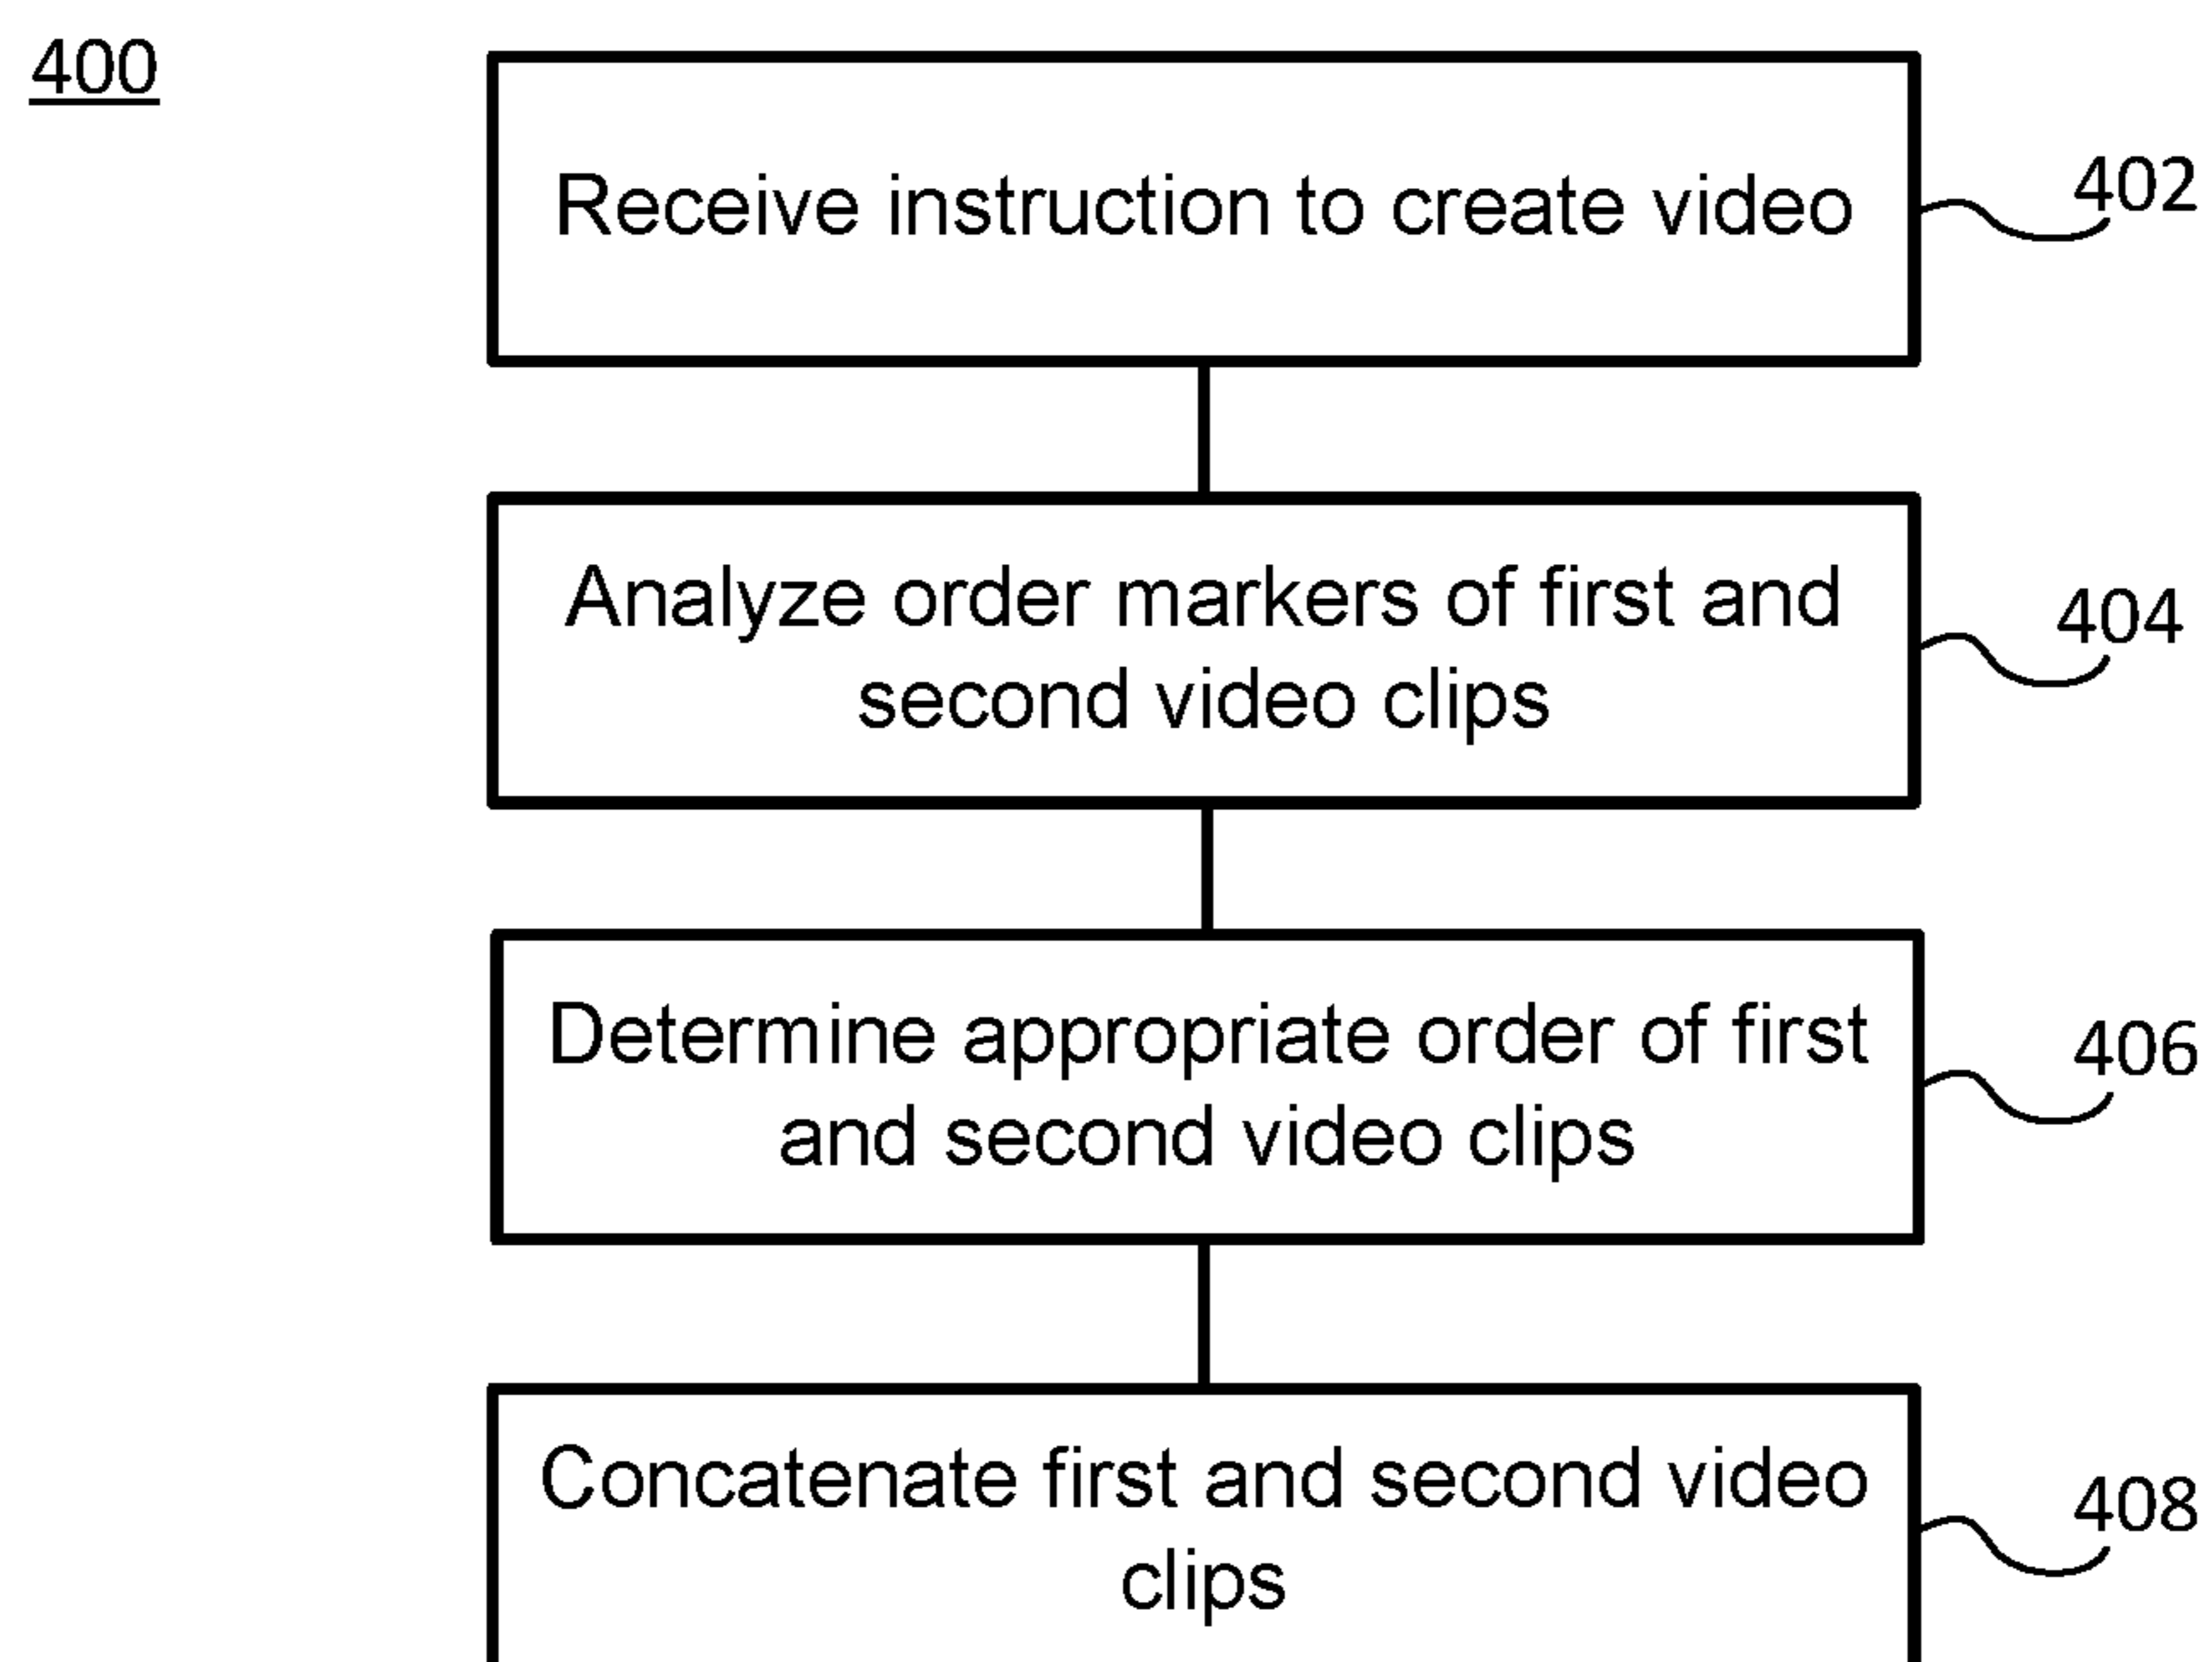 400
Receive instruction to create video
402
Analyze order markers of first and
second video clips
404
Determine appropriate order of first
and second video clips
406
Concatenate first and second video
clips
408